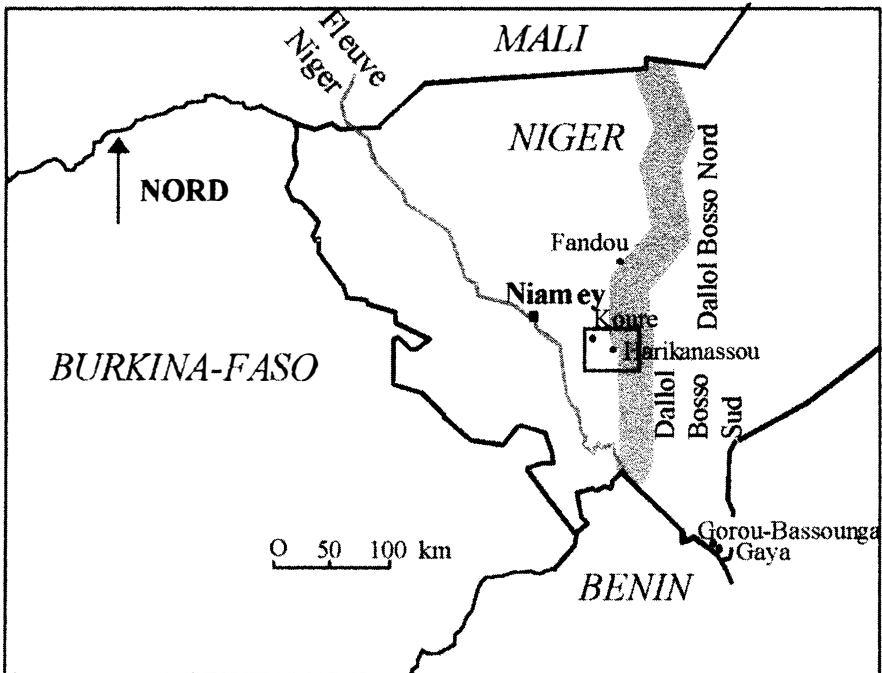 MALI
Fleuve
Niger
NIGER
NORD
Dallol Bosso Nord
Fandou
Niamey
Koure
Harikanassou
BURKINA-FASO
Dallol
Bosso
Sud
Gorou-Bassounga
Gaya
O 50 100 km
BENIN